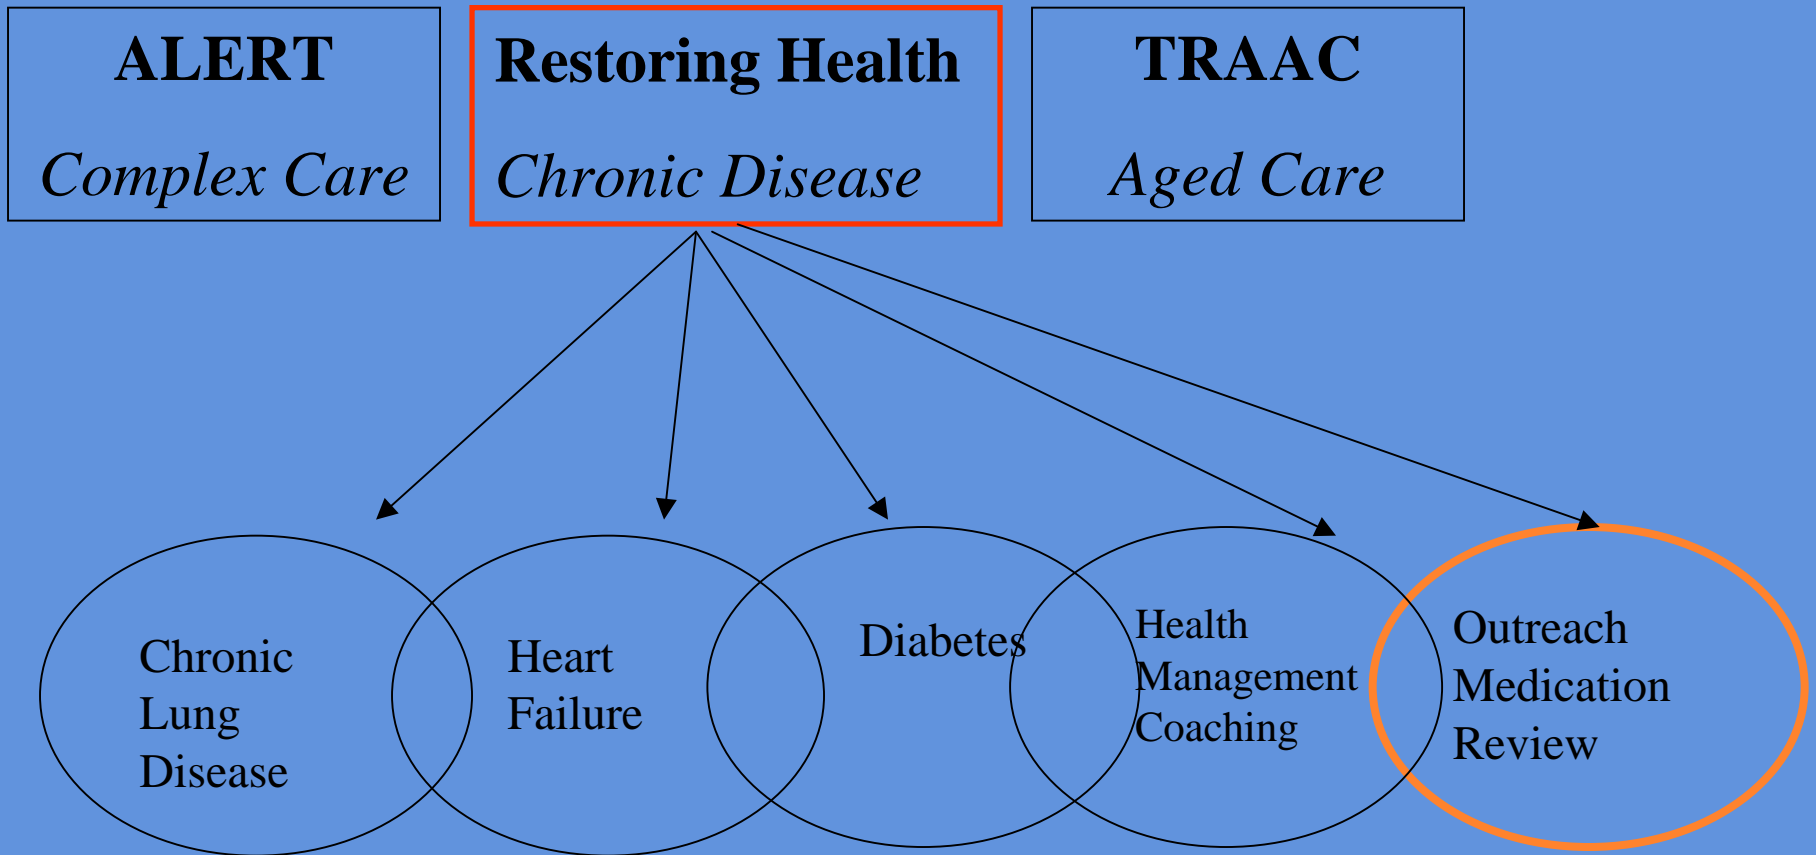 ALERT
Complex Care
Restoring Health
Chronic Disease
TRAAC
Aged Care
Chronic
Lung
Disease
Heart
Failure
Diabetes
Health
Management
Coaching
Outreach
Medication
Review